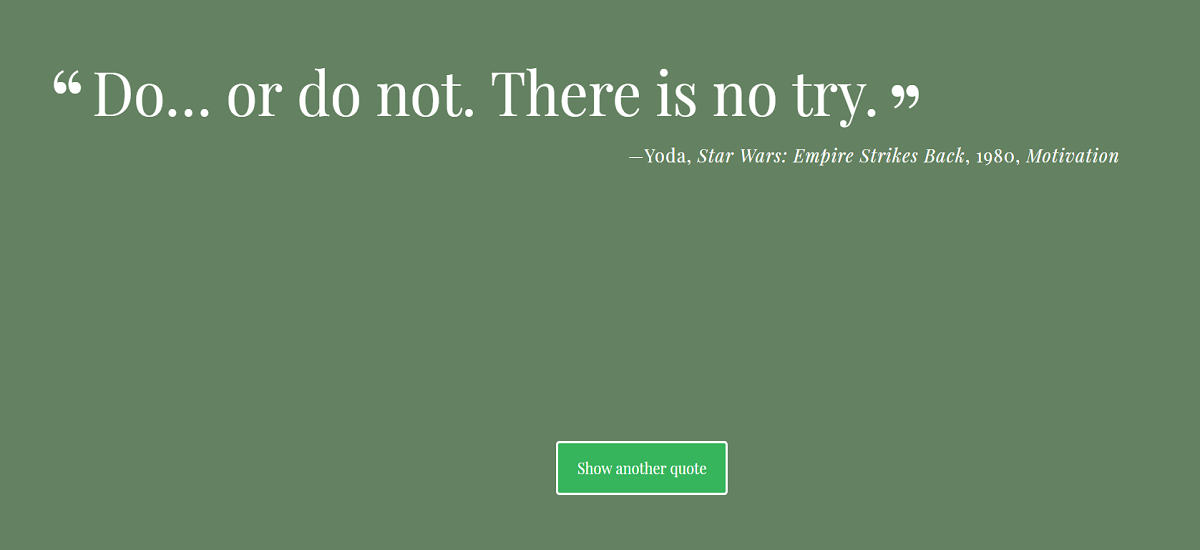 “Do… or do not. There is no try.”
—Yoda, Star Wars: Empire Strikes Back, 1980, Motivation
Show another quote